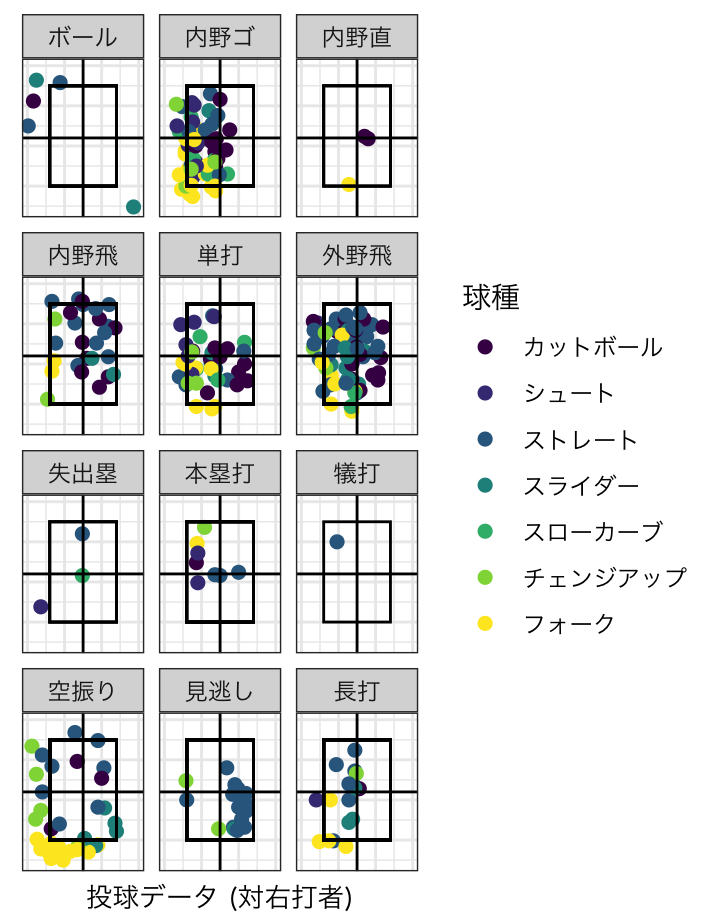 ボール
内野ゴ
内野直
内野飛
単打
外野飛
失出塁
本塁打
犠打
空振り
見逃し
長打
球種
カットボール
シュート
ストレート
スライダー
スローカーブ
チェンジアップ
フォーク
投球データ (対右打者)